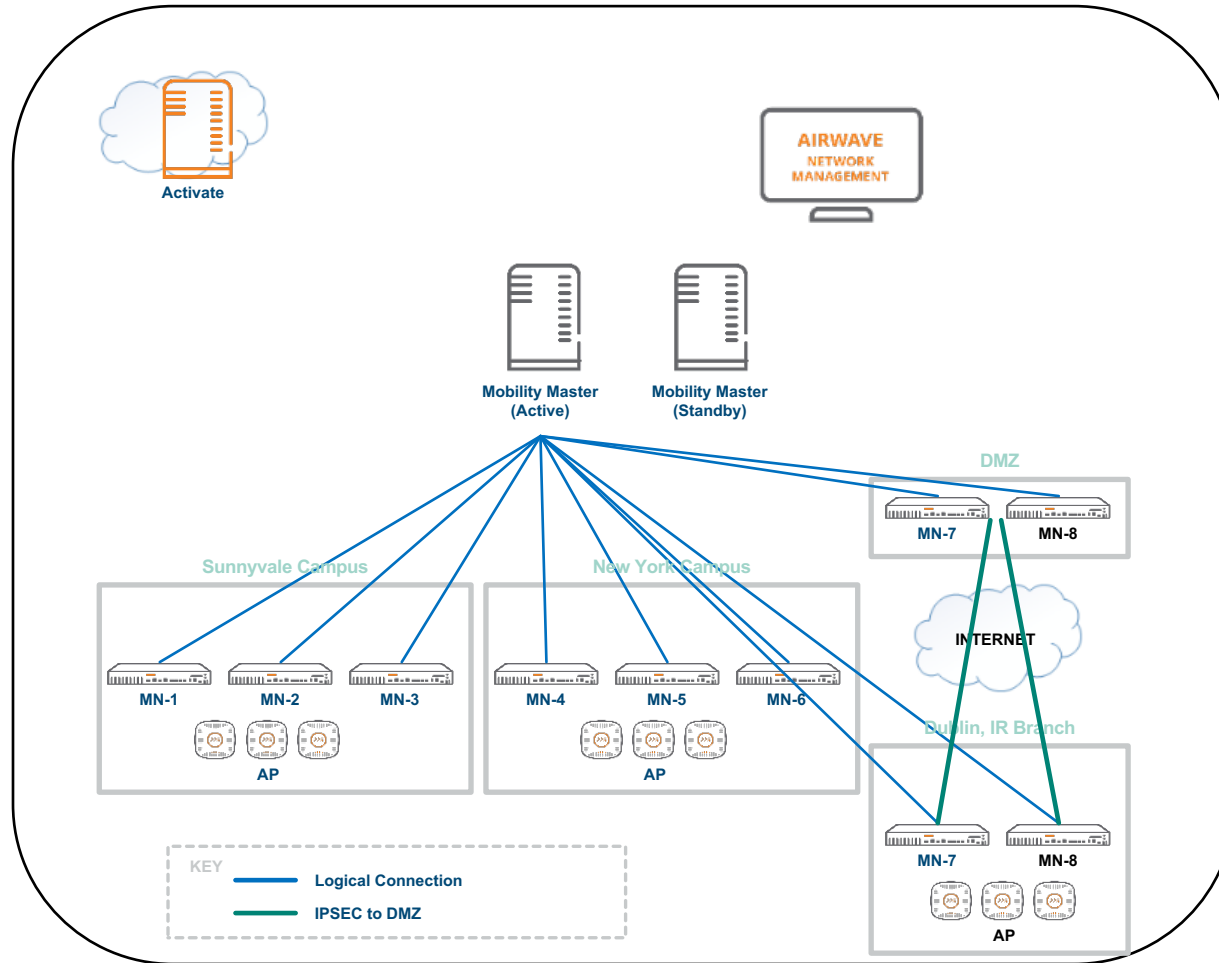 Activate
AIRWAVE
NETWORK
MANAGEMENT
Mobility Master
(Active)
Mobility Master
(Standby)
DMZ
MN-7
MN-8
Sunnyvale Campus
New York Campus
INTERNET
MN-1
MN-2
MN-3
MN-4
MN-5
MN-6
AP
AP
Dublin, IR Branch
MN-7
MN-8
AP
KEY
Logical Connection
IPSEC to DMZ